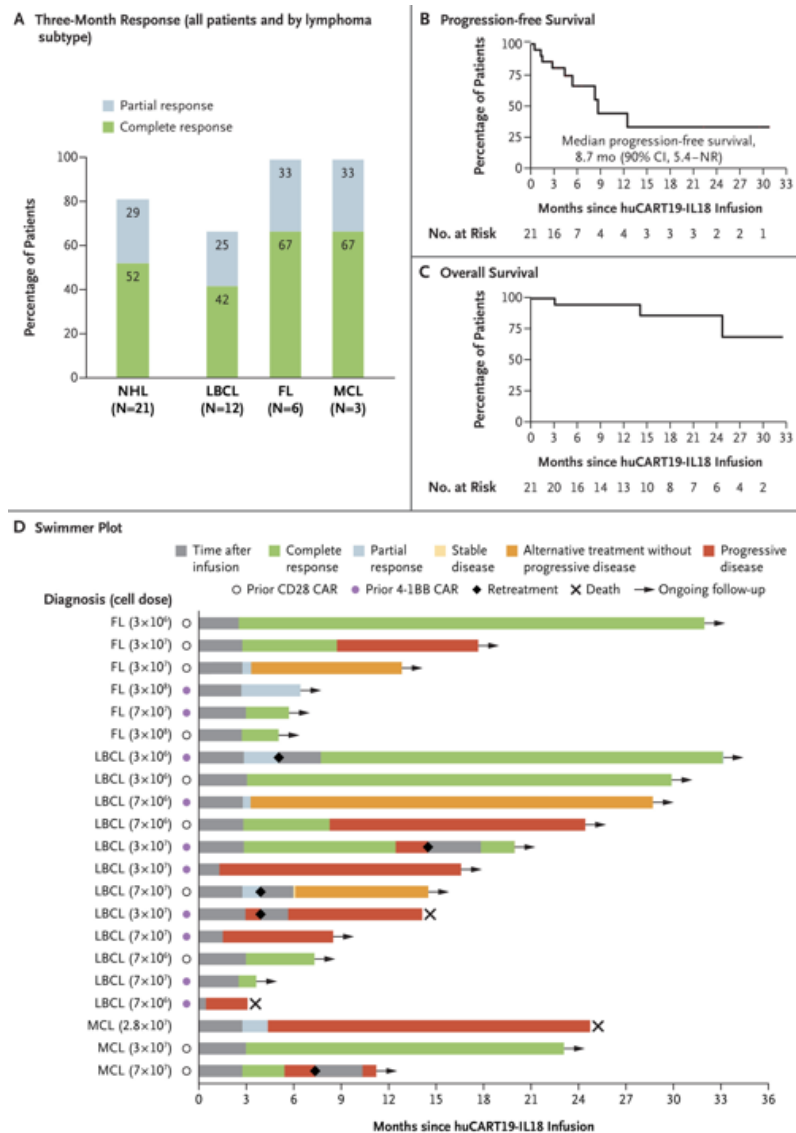 A Three-Month Response (all patients and by lymphoma
subtype)
Partial response
Complete response
Percentage of Patients
100
80
60
40
20
0
29
52
25
42
33
67
33
67
NHL
(N=21)
LBCL
(N=12)
FL
(N=6)
MCL
(N=3)
B Progression-free Survival
Percentage of Patients
100
75
50
25
0
Median progression-free survival,
8.7 mo (90% CI, 5.4–NR)
0 3 6 9 12 15 18 21 24 27 30 33
Months since huCART19-IL18 Infusion
No. at Risk 21 16 7 4 4 3 3 3 2 2 1
C Overall Survival
Percentage of Patients
100
75
50
25
0
0 3 6 9 12 15 18 21 24 27 30 33
Months since huCART19-IL18 Infusion
No. at Risk 21 20 16 14 13 10 8 7 6 4 2
D Swimmer Plot
Time after
infusion
Complete
response
Partial
response
Stable
disease
Alternative treatment without
progressive disease
Progressive
disease
Prior CD28 CAR Prior 4-1BB CAR Retreatment Death Ongoing follow-up
Diagnosis (cell dose)
FL (3×10⁶)
FL (3×10⁷)
FL (3×10⁷)
FL (3×10⁸)
FL (7×10⁷)
FL (3×10⁸)
LBCL (3×10⁶)
LBCL (3×10⁶)
LBCL (7×10⁶)
LBCL (7×10⁶)
LBCL (3×10⁷)
LBCL (3×10⁷)
LBCL (7×10⁷)
LBCL (3×10⁷)
LBCL (7×10⁷)
LBCL (7×10⁶)
LBCL (7×10⁷)
LBCL (7×10⁶)
MCL (2.8×10⁷)
MCL (3×10⁷)
MCL (7×10⁷)
0 3 6 9 12 15 18 21 24 27 30 33 36
Months since huCART19-IL18 Infusion